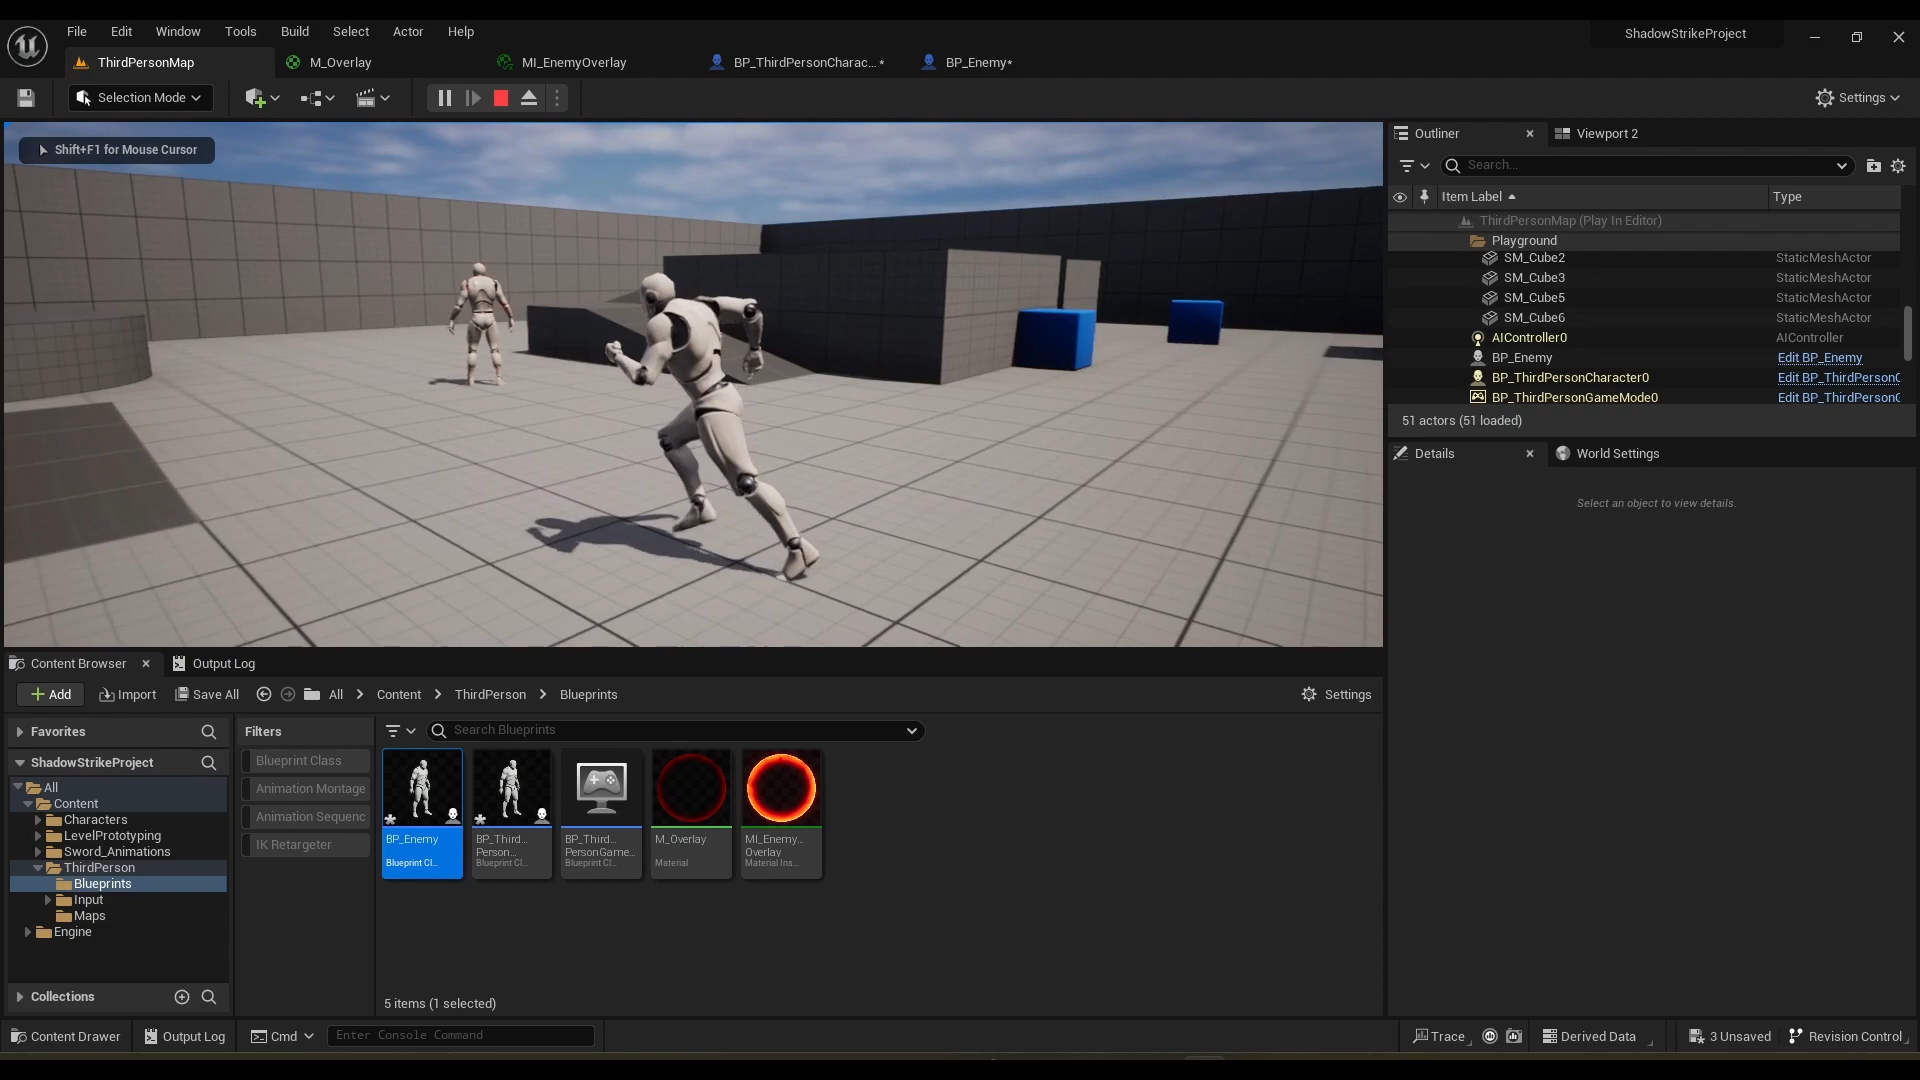 File Edit Window Tools Build Select Actor Help
ShadowStrikeProject
ThirdPersonMap
M_Overlay
MI_EnemyOverlay
BP_ThirdPersonCharac...*
BP_Enemy*
Selection Mode
Settings
Shift+F1 for Mouse Cursor
Outliner
Viewport 2
Search...
Item Label
Type
ThirdPersonMap (Play In Editor)
Playground
SM_Cube2 StaticMeshActor
SM_Cube3 StaticMeshActor
SM_Cube5 StaticMeshActor
SM_Cube6 StaticMeshActor
AIController0 AIController
BP_Enemy Edit BP_Enemy
BP_ThirdPersonCharacter0 Edit BP_ThirdPersonC
BP_ThirdPersonGameMode0 Edit BP_ThirdPersonG
51 actors (51 loaded)
Details
World Settings
Select an object to view details.
Content Browser
Output Log
Add
Import
Save All
All
Content
ThirdPerson
Blueprints
Settings
Favorites
ShadowStrikeProject
All
Content
Characters
LevelPrototyping
Sword_Animations
ThirdPerson
Blueprints
Input
Maps
Engine
Collections
Filters
Blueprint Class
Animation Montage
Animation Sequenc
IK Retargeter
Search Blueprints
BP_Enemy
Blueprint Cl...
BP_Third...
Person...
Blueprint Cl...
BP_Third...
PersonGame...
Blueprint Cl...
M_Overlay
Material
MI_Enemy...
Overlay
Material Ins...
5 items (1 selected)
Content Drawer
Output Log
Cmd
Enter Console Command
Trace
Derived Data
3 Unsaved
Revision Control